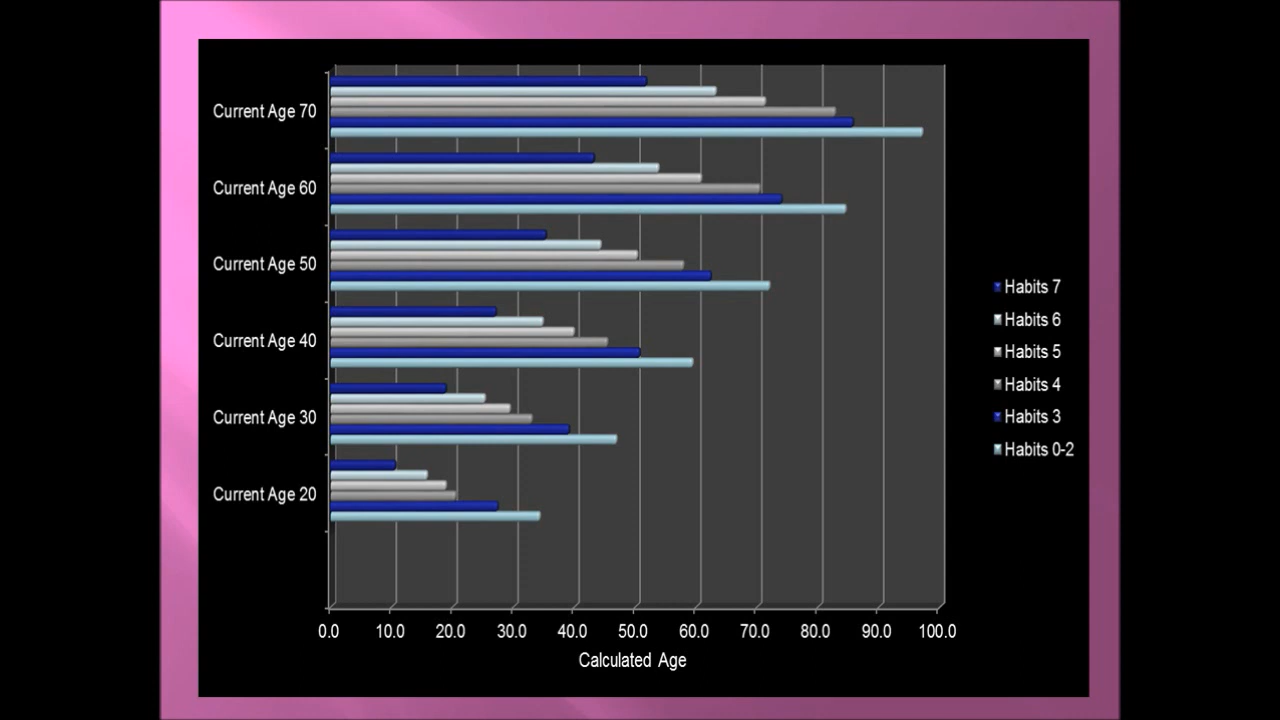 Current Age 70
Current Age 60
Current Age 50
Current Age 40
Current Age 30
Current Age 20
0.0 10.0 20.0 30.0 40.0 50.0 60.0 70.0 80.0 90.0 100.0
Calculated Age
Habits 7
Habits 6
Habits 5
Habits 4
Habits 3
Habits 0-2